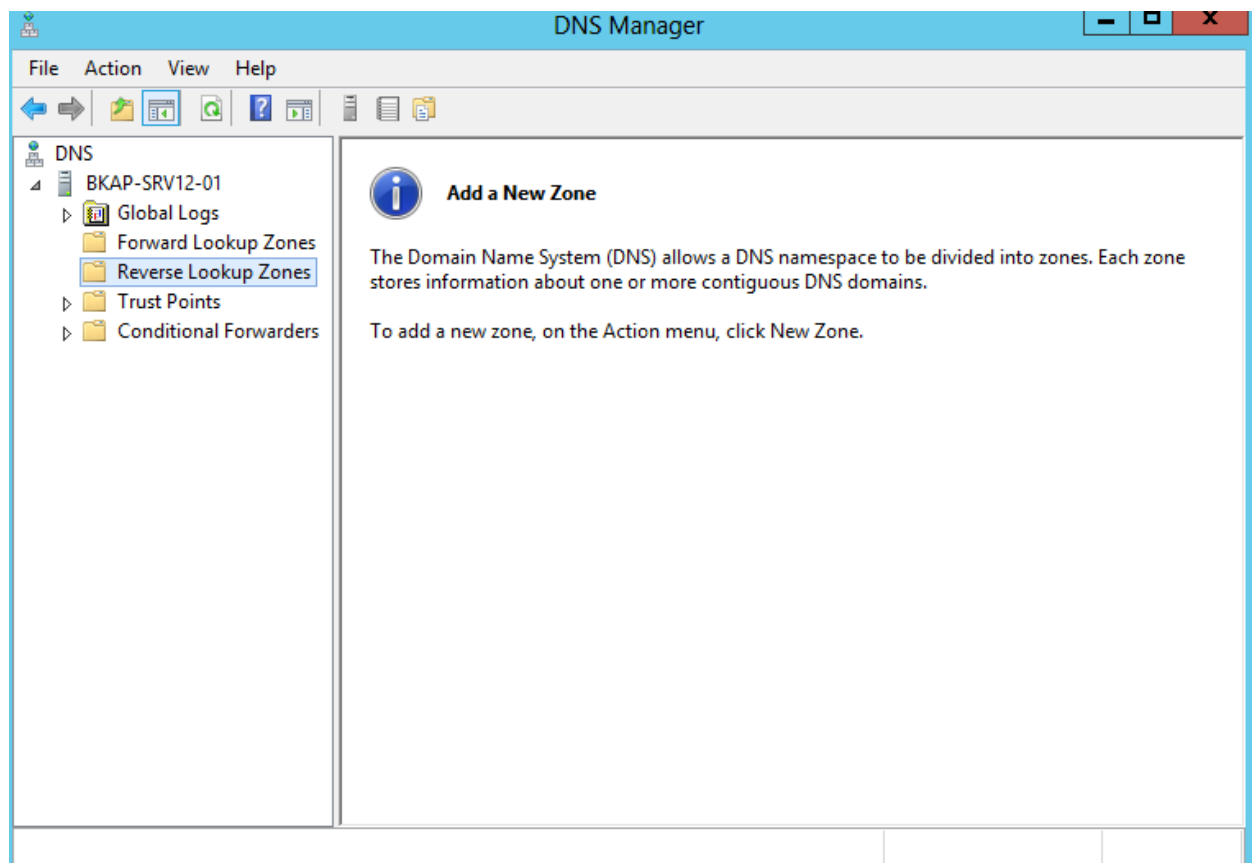 DNS Manager
File Action View Help
DNS
BKAP-SRV12-01
Global Logs
Forward Lookup Zones
Reverse Lookup Zones
Trust Points
Conditional Forwarders
Add a New Zone
The Domain Name System (DNS) allows a DNS namespace to be divided into zones. Each zone
stores information about one or more contiguous DNS domains.
To add a new zone, on the Action menu, click New Zone.